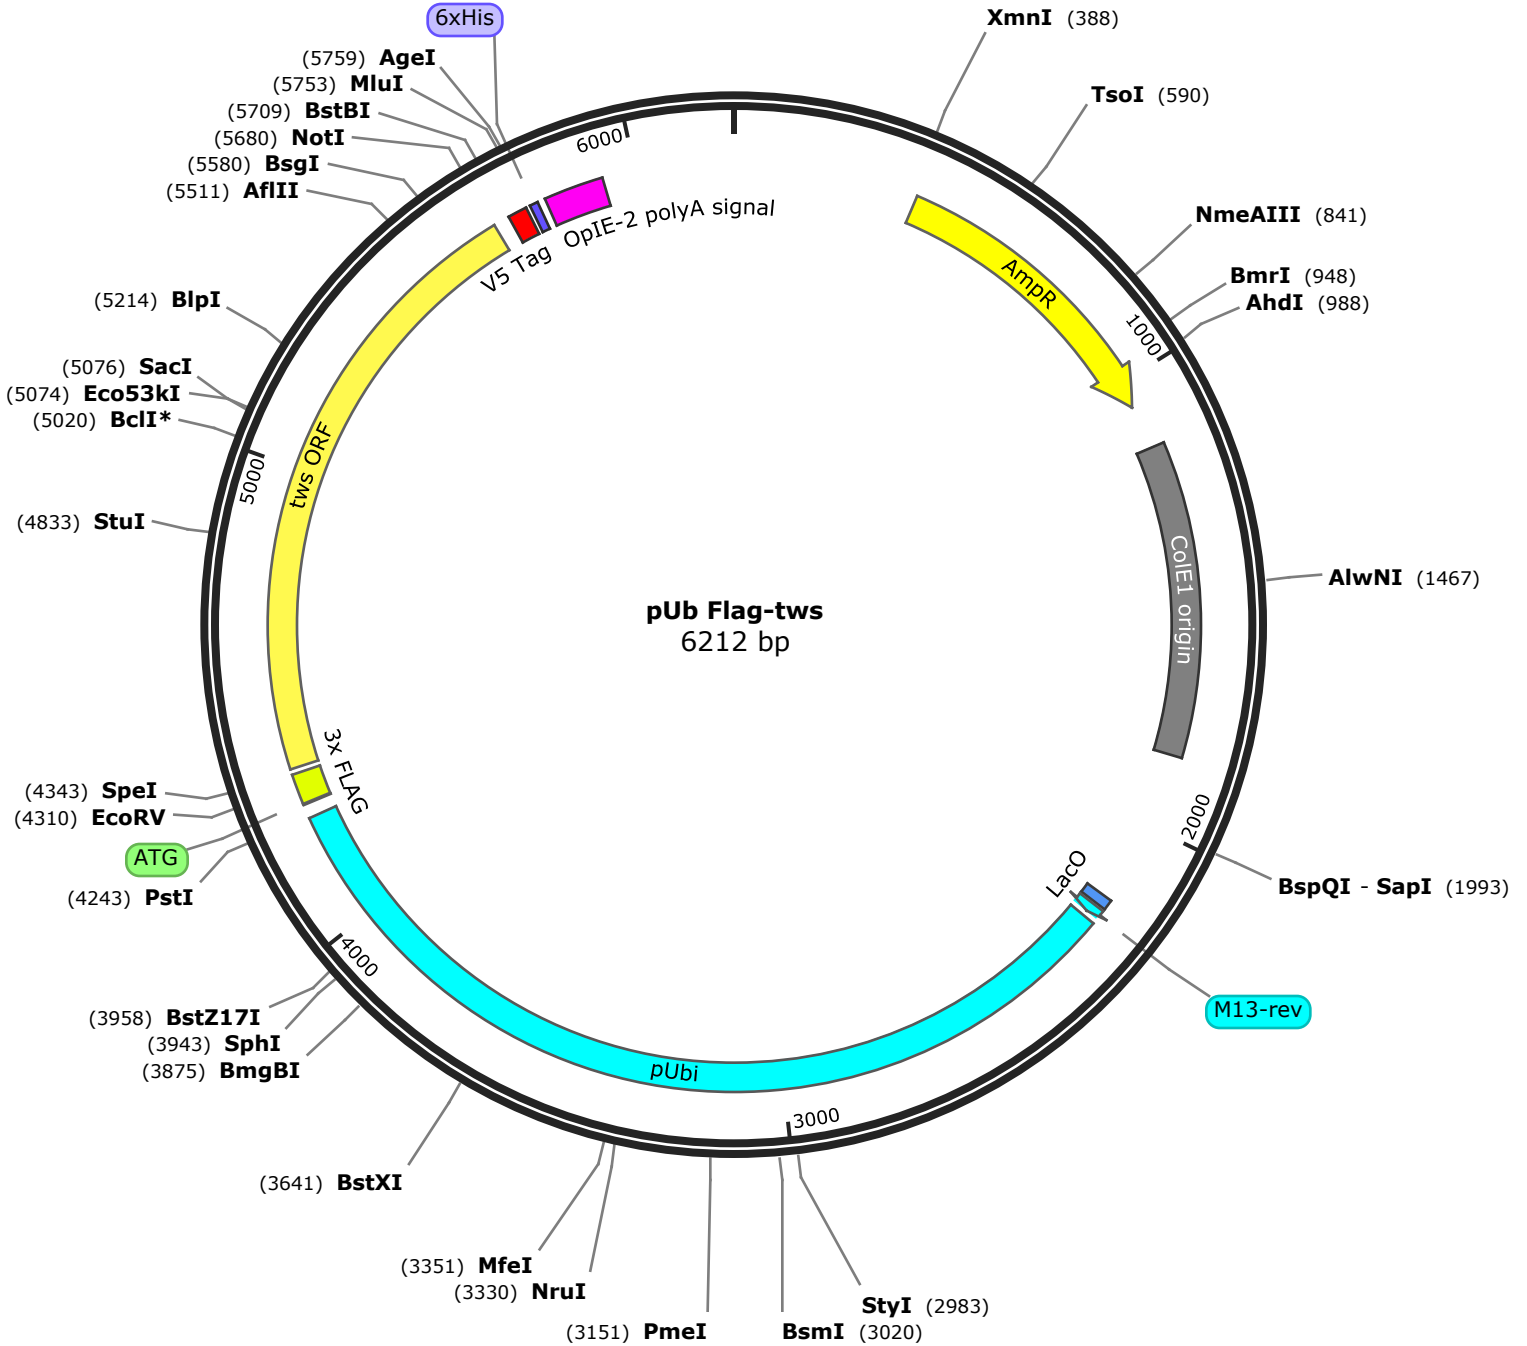 6xHis
XmnI (388)
(5759) AgeI
(5753) MluI
TsoI (590)
(5709) BstBI
(5680) NotI
6000
(5580) BsgI
(5511) AflII
OpIE-2 polyA signal
NmeAIII (841)
V5 Tag
AmpR
BmrI (948)
(5214) BlpI
AhdI (988)
1000
(5076) SacI
(5074) Eco53kI
(5020) BclI*
tws ORF
5000
(4833) StuI
AlwNI (1467)
ColE1 origin
pUb Flag-tws
6212 bp
3x FLAG
(4343) SpeI
(4310) EcoRV
2000
ATG
LacO
(4243) PstI
BspQI - SapI (1993)
4000
M13-rev
(3958) BstZ17I
(3943) SphI
(3875) BmgBI
pUbi
3000
(3641) BstXI
(3351) MfeI
(3330) NruI
StyI (2983)
(3151) PmeI
BsmI (3020)